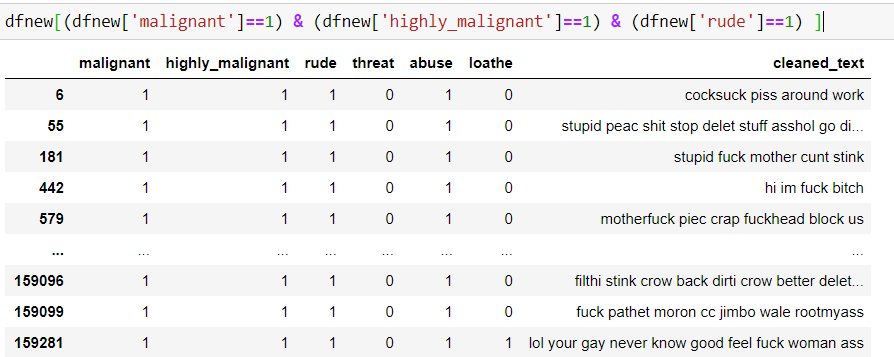 dfnew[(dfnew['malignant']==1) & (dfnew['highly_malignant']==1) & (dfnew['rude']==1) ]
malignant highly_malignant rude threat abuse loathe cleaned_text
6 1 1 1 0 1 0 cocksuck piss around work
55 1 1 1 0 1 0 stupid peac shit stop delet stuff asshol go di...
181 1 1 1 0 1 0 stupid fuck mother cunt stink
442 1 1 1 0 1 0 hi im fuck bitch
579 1 1 1 0 1 0 motherfuck piec crap fuckhead block us
... ... ... ... ... ... ... ...
159096 1 1 1 0 1 0 filthi stink crow back dirti crow better delet...
159099 1 1 1 0 1 0 fuck pathet moron cc jimbo wale rootmyass
159281 1 1 1 0 1 1 lol your gay never know good feel fuck woman ass